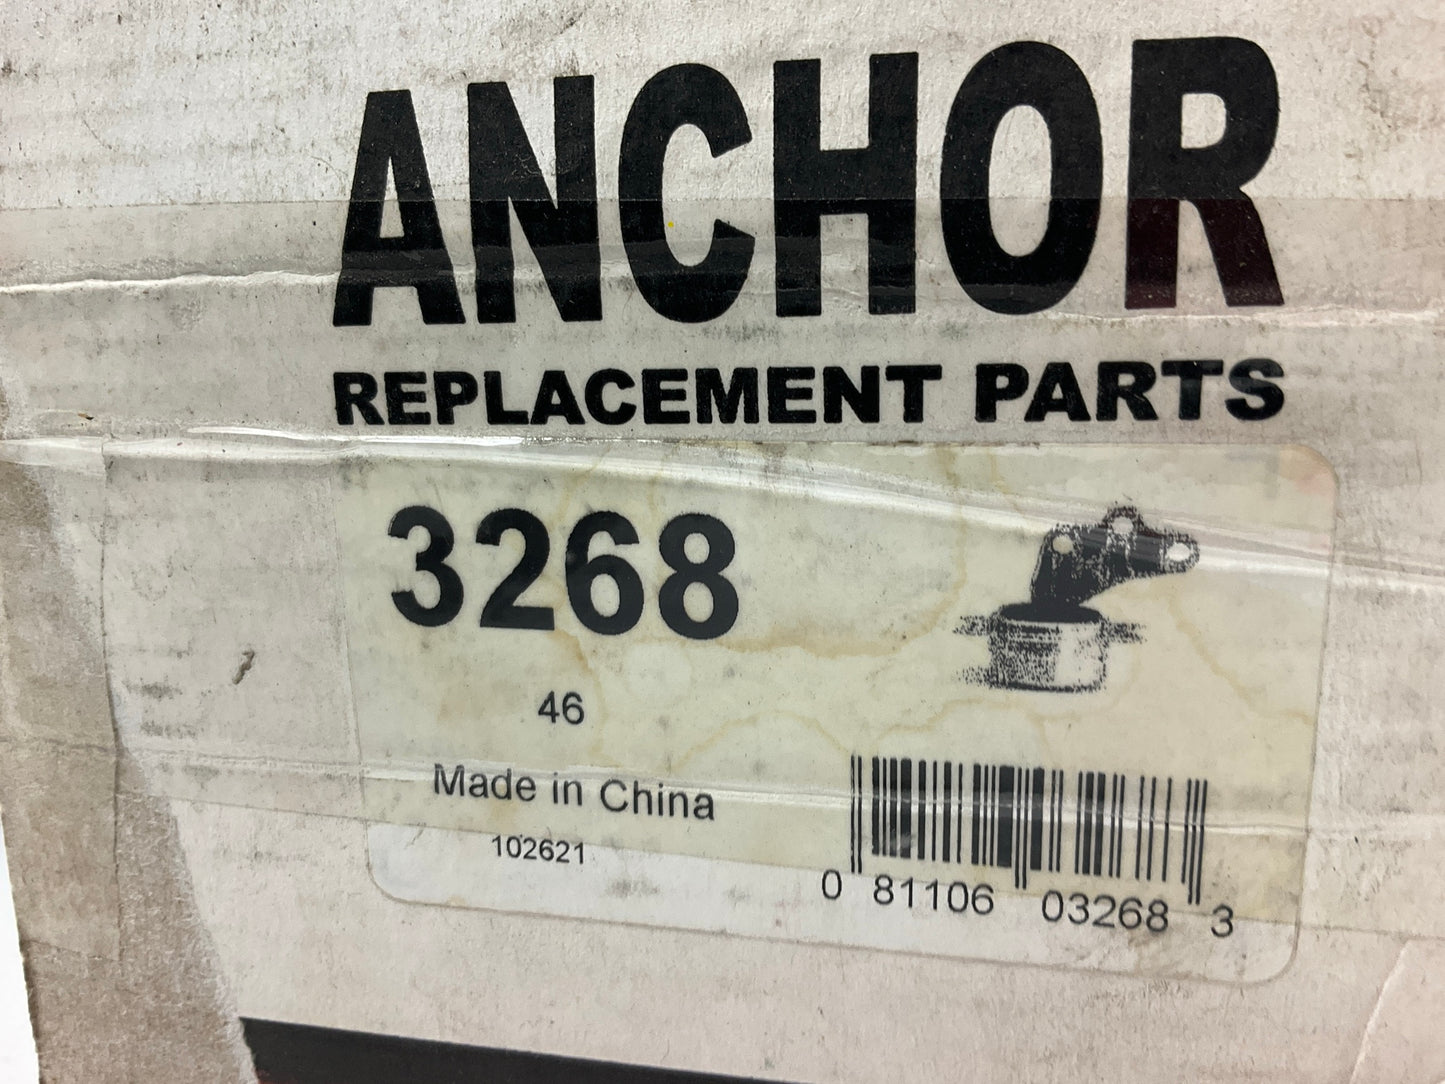 ANCHOR
REPLACEMENT PARTS
3268
46
Made in China
102621
0 81106 03268 3